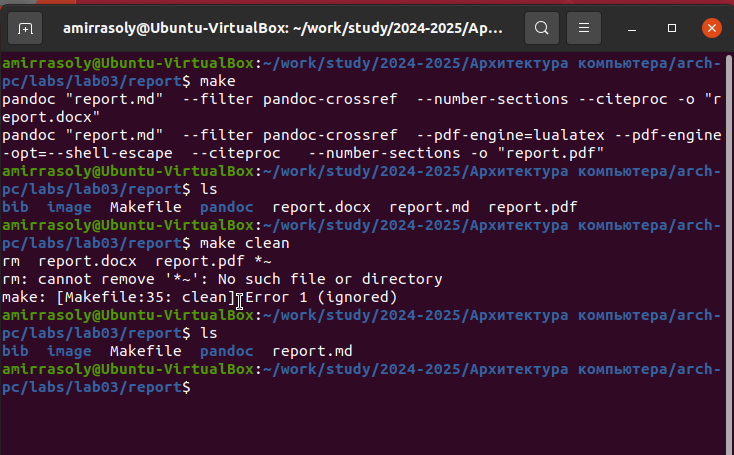 amirrasoly@Ubuntu-VirtualBox: ~/work/study/2024-2025/Ap...
amirrasoly@Ubuntu-VirtualBox:~/work/study/2024-2025/Архитектура компьютера/arch-
pc/labs/lab03/report$ make
pandoc "report.md"  --filter pandoc-crossref  --number-sections --citeproc -o "r
eport.docx"
pandoc "report.md"  --filter pandoc-crossref  --pdf-engine=lualatex --pdf-engine
-opt=--shell-escape  --citeproc   --number-sections -o "report.pdf"
amirrasoly@Ubuntu-VirtualBox:~/work/study/2024-2025/Архитектура компьютера/arch-
pc/labs/lab03/report$ ls
bib  image  Makefile  pandoc  report.docx  report.md  report.pdf
amirrasoly@Ubuntu-VirtualBox:~/work/study/2024-2025/Архитектура компьютера/arch-
pc/labs/lab03/report$ make clean
rm  report.docx  report.pdf *~
rm: cannot remove '*~': No such file or directory
make: [Makefile:35: clean] Error 1 (ignored)
amirrasoly@Ubuntu-VirtualBox:~/work/study/2024-2025/Архитектура компьютера/arch-
pc/labs/lab03/report$ ls
bib  image  Makefile  pandoc  report.md
amirrasoly@Ubuntu-VirtualBox:~/work/study/2024-2025/Архитектура компьютера/arch-
pc/labs/lab03/report$